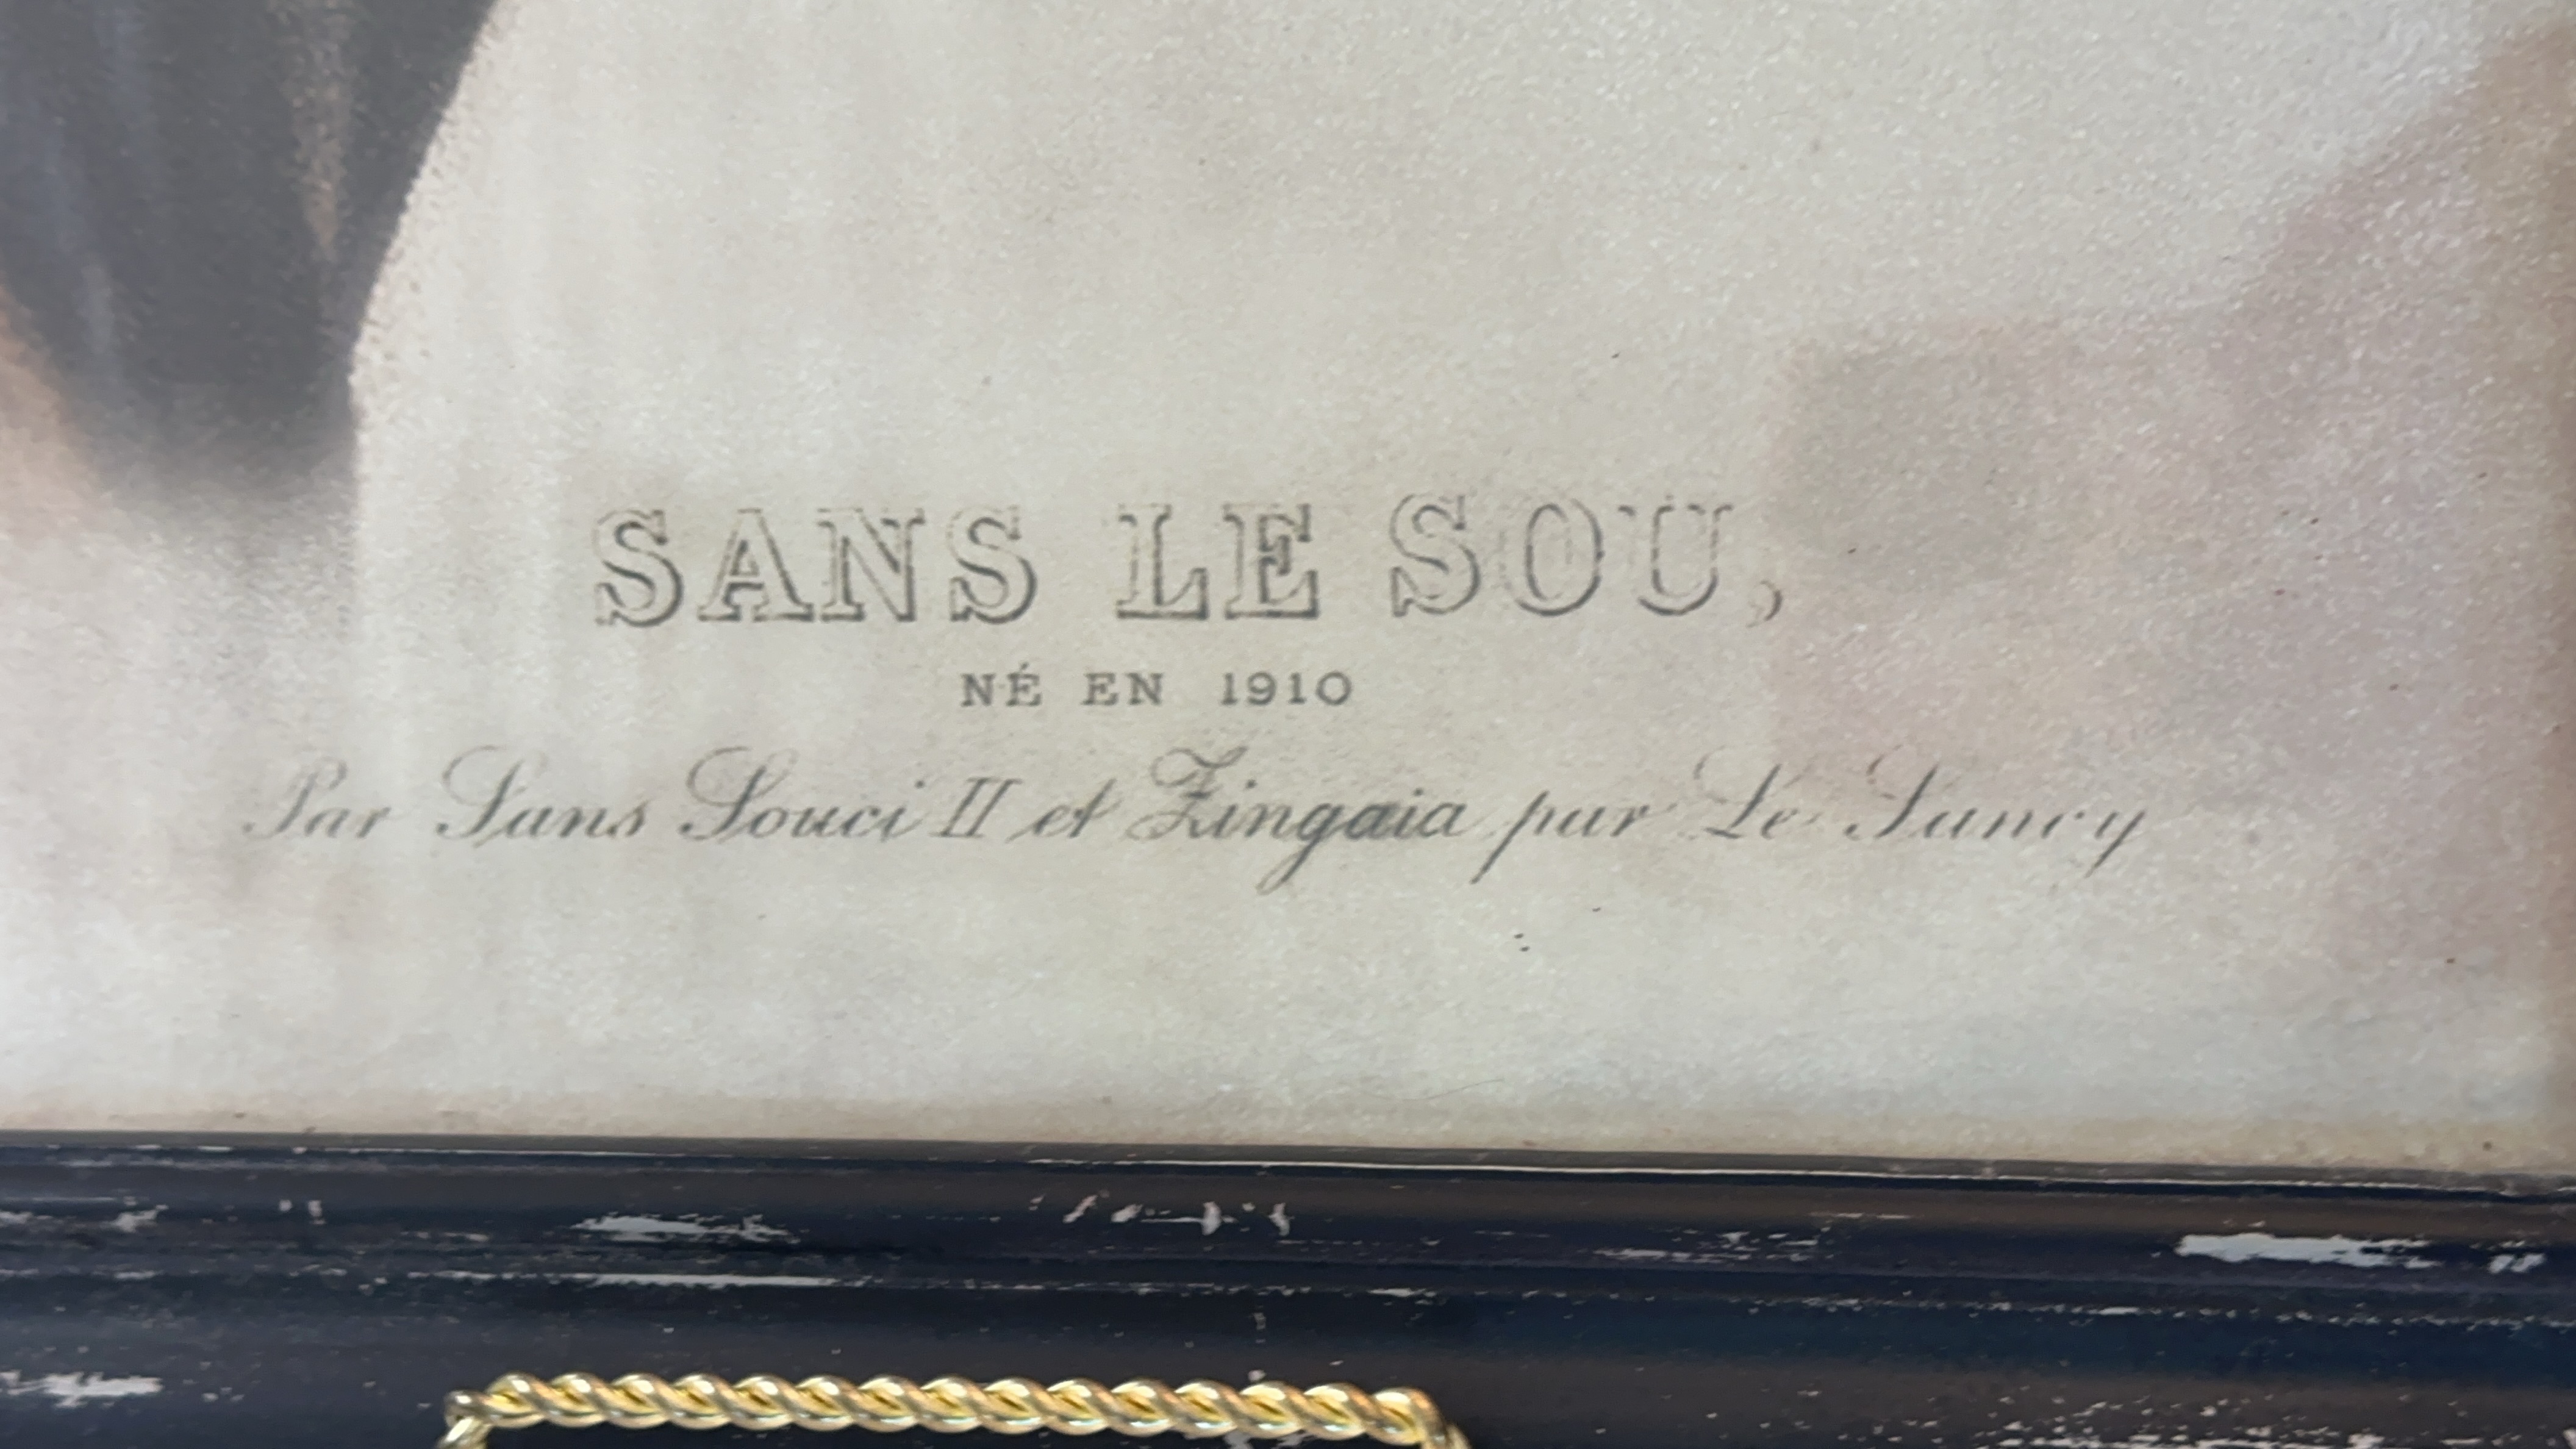 SANS LE SOU,
NÉ EN 1910
Par Sans Souci II et Zingaia par Le Sancy